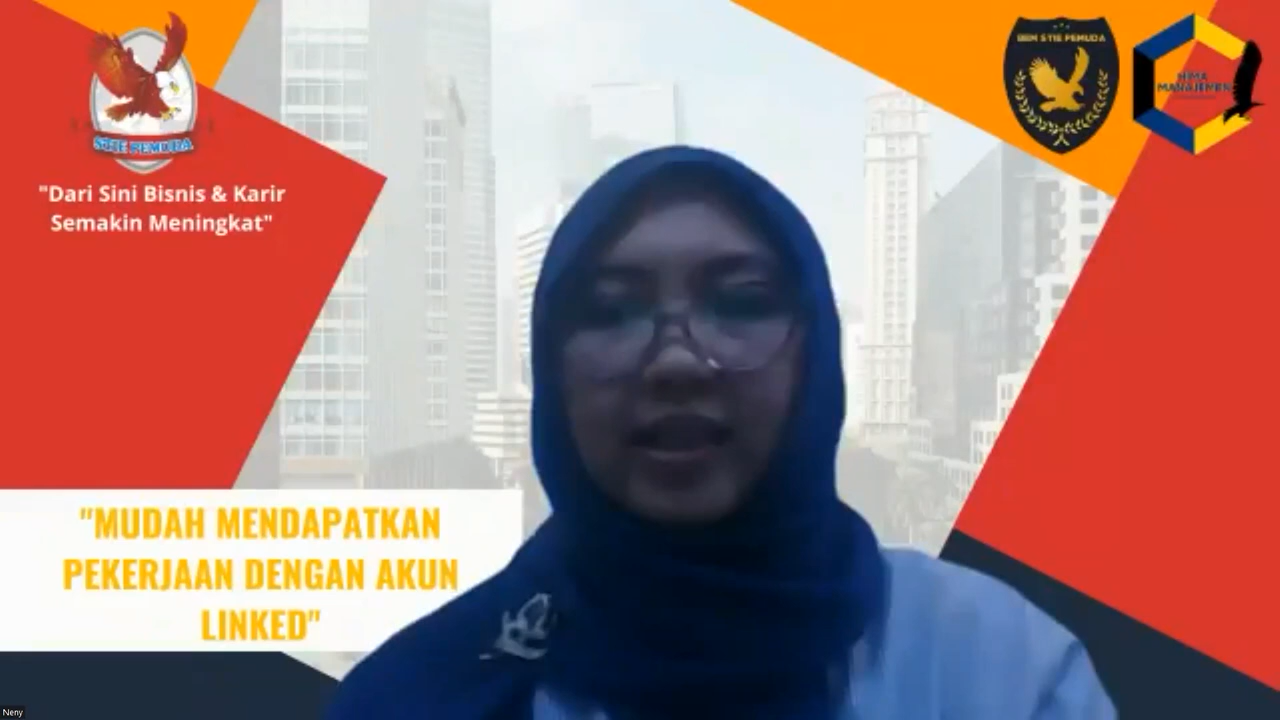 STIE PEMUDA
"Dari Sini Bisnis & Karir
Semakin Meningkat"
BEM STIE PEMUDA
HIMA
MANAJEMEN
"MUDAH MENDAPATKAN
PEKERJAAN DENGAN AKUN
LINKED"
Neny